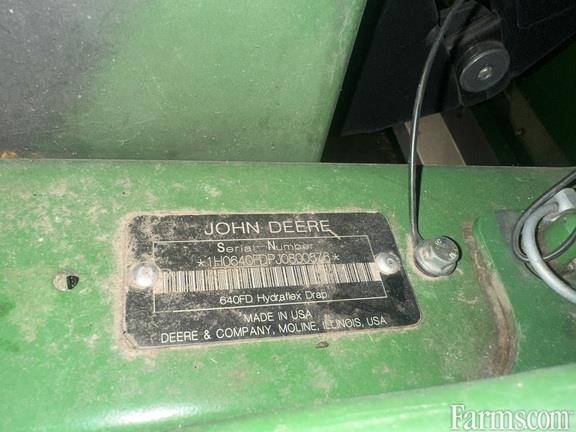 JOHN DEERE
Serial Number
*1H0640FDPJ0800876*
640FD Hydraflex Drap
MADE IN USA
DEERE & COMPANY, MOLINE, ILLINOIS, USA
Farms.com